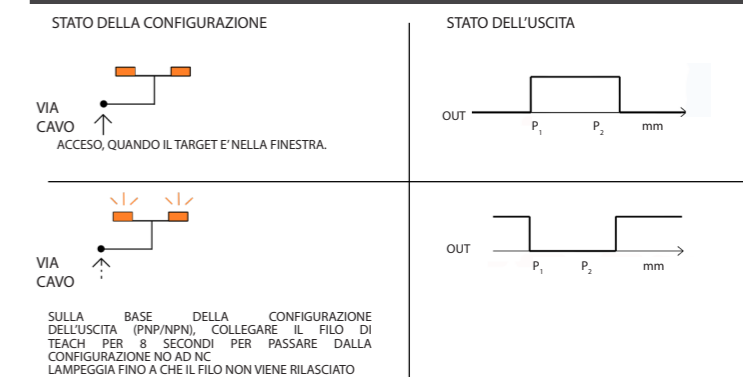 STATO DELLA CONFIGURAZIONE
STATO DELL'USCITA
VIA
CAVO
ACCESO, QUANDO IL TARGET E' NELLA FINESTRA.
OUT
P1
P2
mm
VIA
CAVO
SULLA BASE DELLA CONFIGURAZIONE
DELL'USCITA (PNP/NPN), COLLEGARE IL FILO DI
TEACH PER 8 SECONDI PER PASSARE DALLA
CONFIGURAZIONE NO AD NC
LAMPEGGIA FINO A CHE IL FILO NON VIENE RILASCIATO
OUT
P1
P2
mm